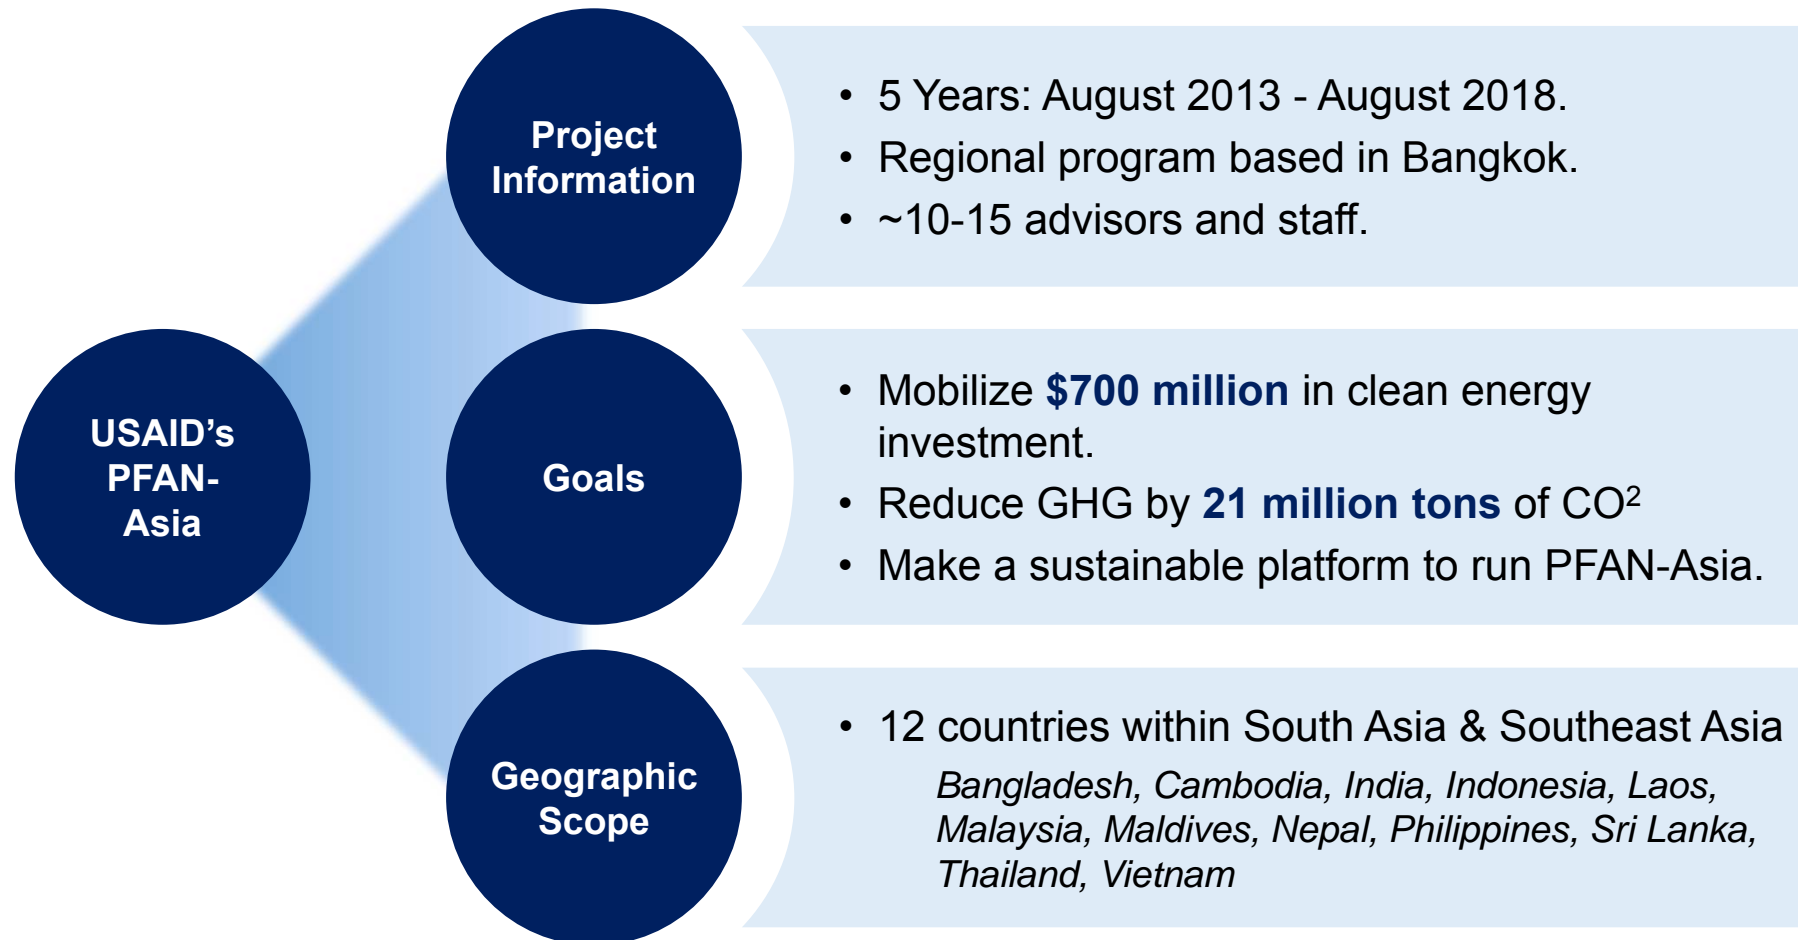 USAID’s
PFAN-
Asia
Project
Information
• 5 Years: August 2013 - August 2018.
• Regional program based in Bangkok.
• ~10-15 advisors and staff.
Goals
• Mobilize $700 million in clean energy
investment.
• Reduce GHG by 21 million tons of CO²
• Make a sustainable platform to run PFAN-Asia.
Geographic
Scope
• 12 countries within South Asia & Southeast Asia
Bangladesh, Cambodia, India, Indonesia, Laos,
Malaysia, Maldives, Nepal, Philippines, Sri Lanka,
Thailand, Vietnam